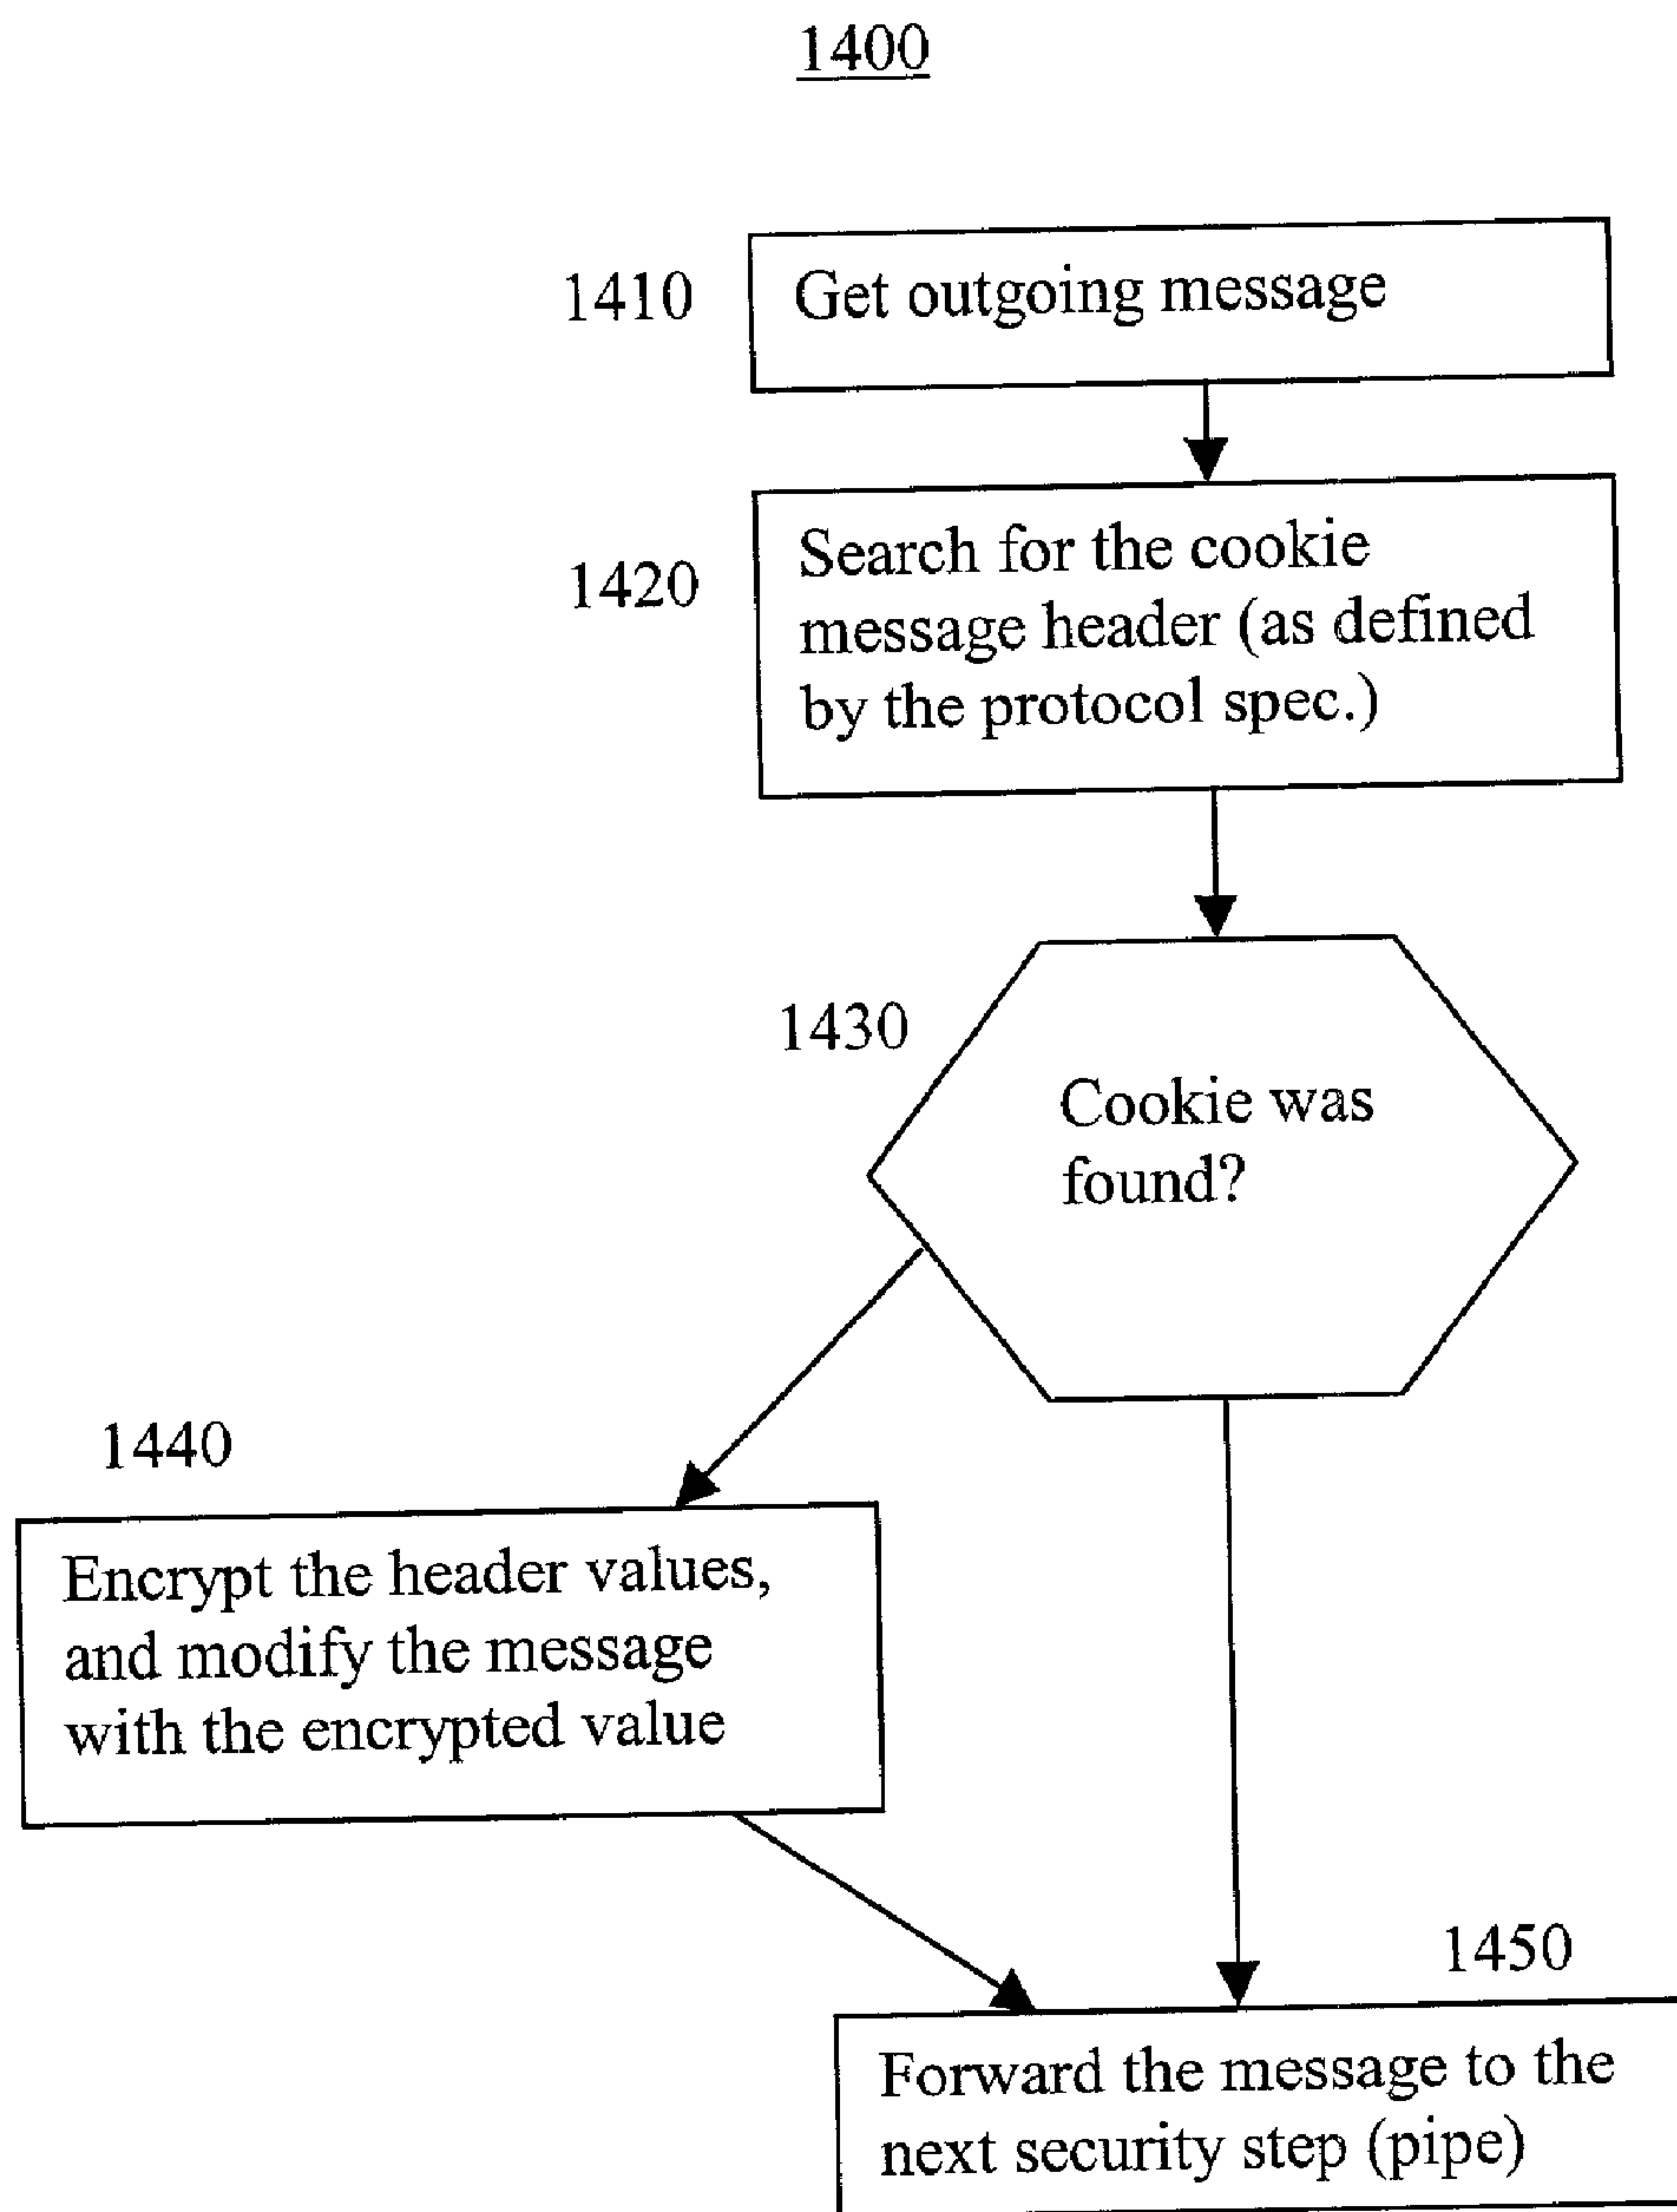 1400
1410
Get outgoing message
1420
Search for the cookie
message header (as defined
by the protocol spec.)
1430
Cookie was
found?
1440
Encrypt the header values,
and modify the message
with the encrypted value
1450
Forward the message to the
next security step (pipe)